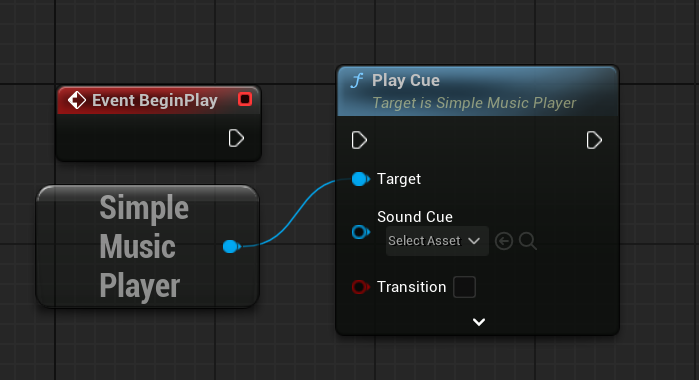 Event BeginPlay
Simple
Music
Player
f Play Cue
Target is Simple Music Player
Target
Sound Cue
Select Asset
Transition